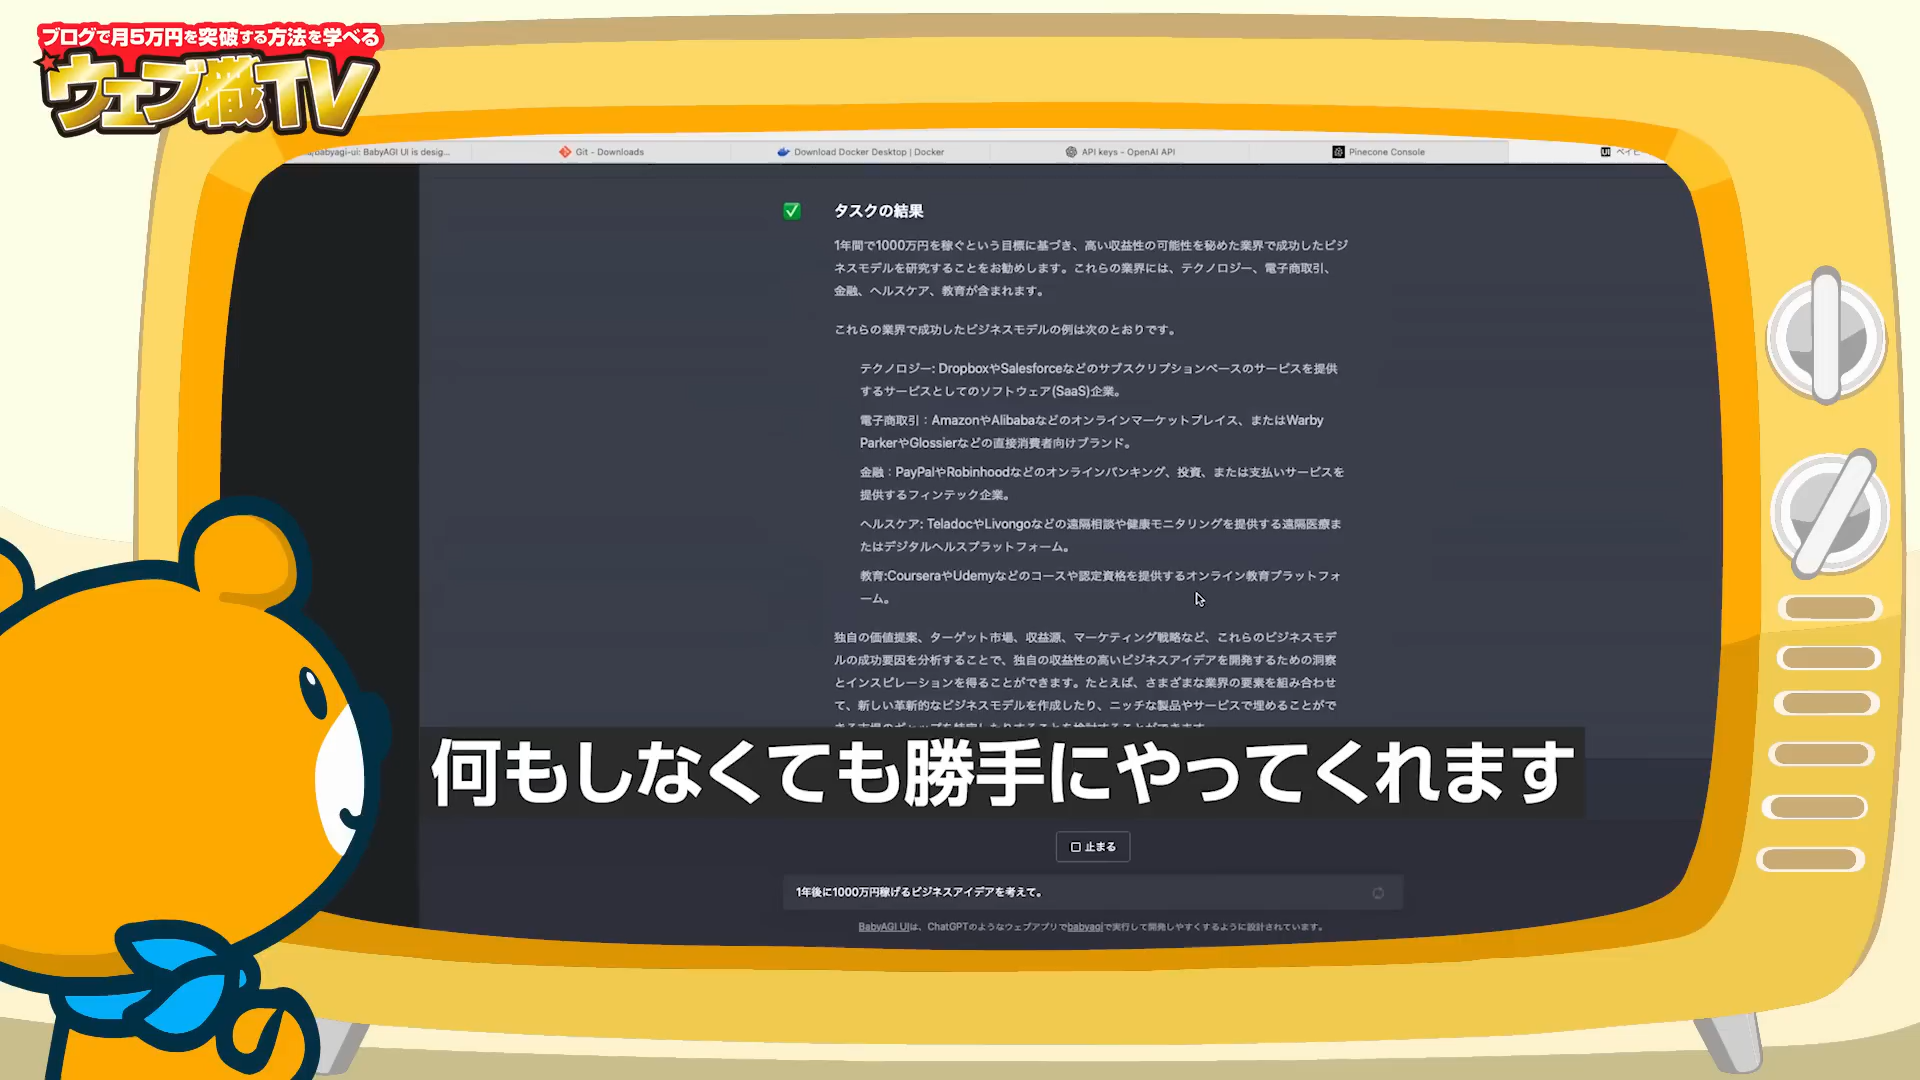 ブログで月5万円を突破する方法を学べる
ウェブ職TV
/babyagi-ui: BabyAGI UI is desig...
Git - Downloads
Download Docker Desktop | Docker
API keys - OpenAI API
Pinecone Console
UI ベイビ
タスクの結果
1年間で1000万円を稼ぐという目標に基づき、高い収益性の可能性を秘めた業界で成功したビジ
ネスモデルを研究することをお勧めします。これらの業界には、テクノロジー、電子商取引、
金融、ヘルスケア、教育が含まれます。
これらの業界で成功したビジネスモデルの例は次のとおりです。
テクノロジー: DropboxやSalesforceなどのサブスクリプションベースのサービスを提供
するサービスとしてのソフトウェア(SaaS)企業。
電子商取引：AmazonやAlibabaなどのオンラインマーケットプレイス、またはWarby
ParkerやGlossierなどの直接消費者向けブランド。
金融：PayPalやRobinhoodなどのオンラインバンキング、投資、または支払いサービスを
提供するフィンテック企業。
ヘルスケア: TeladocやLivongoなどの遠隔相談や健康モニタリングを提供する遠隔医療ま
たはデジタルヘルスプラットフォーム。
教育:CourseraやUdemyなどのコースや認定資格を提供するオンライン教育プラットフォ
ーム。
独自の価値提案、ターゲット市場、収益源、マーケティング戦略など、これらのビジネスモデ
ルの成功要因を分析することで、独自の収益性の高いビジネスアイデアを開発するための洞察
とインスピレーションを得ることができます。たとえば、さまざまな業界の要素を組み合わせ
て、新しい革新的なビジネスモデルを作成したり、ニッチな製品やサービスで埋めることがで
何もしなくても勝手にやってくれます
止まる
1年後に1000万円稼げるビジネスアイデアを考えて。
BabyAGI UIは、ChatGPTのようなウェブアプリでbabyagiで実行して開発しやすくするように設計されています。